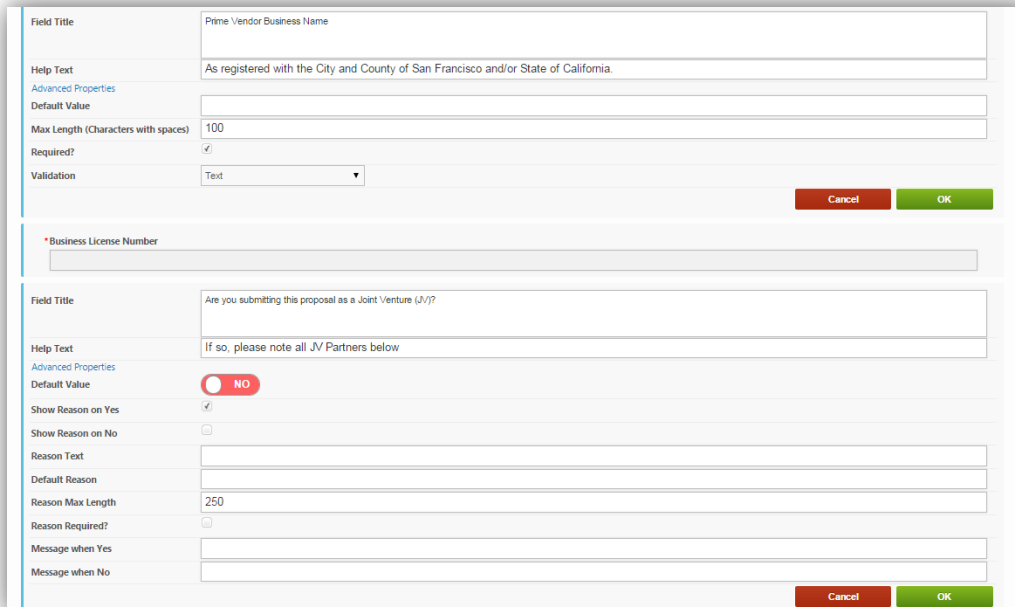 Field Title
Prime Vendor Business Name
Help Text
As registered with the City and County of San Francisco and/or State of California.
Advanced Properties
Default Value
Max Length (Characters with spaces)
100
Required?
Validation
Text
Cancel
OK
*Business License Number
Field Title
Are you submitting this proposal as a Joint Venture (JV)?
Help Text
If so, please note all JV Partners below
Advanced Properties
Default Value
NO
Show Reason on Yes
Show Reason on No
Reason Text
Default Reason
Reason Max Length
250
Reason Required?
Message when Yes
Message when No
Cancel
OK